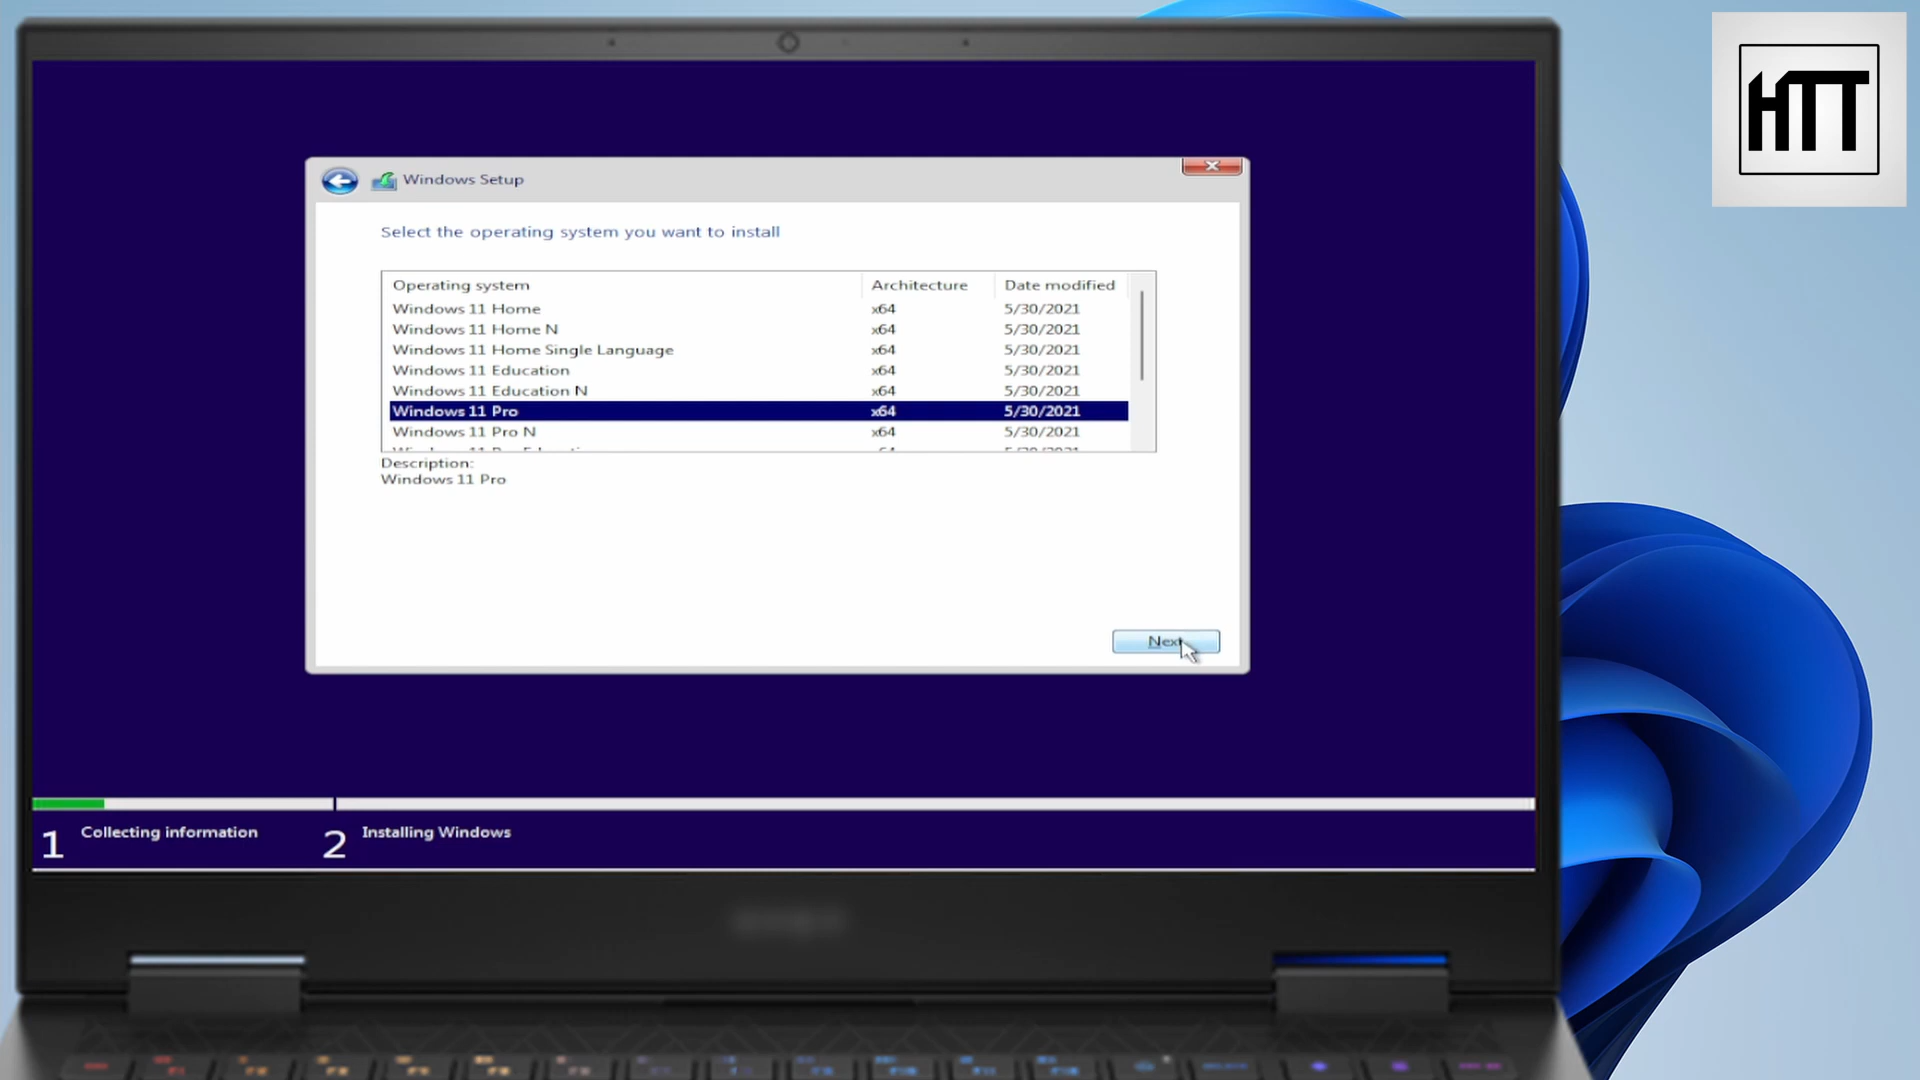 HTT
Windows Setup
Select the operating system you want to install
Operating system Architecture Date modified
Windows 11 Home x64 5/30/2021
Windows 11 Home N x64 5/30/2021
Windows 11 Home Single Language x64 5/30/2021
Windows 11 Education x64 5/30/2021
Windows 11 Education N x64 5/30/2021
Windows 11 Pro x64 5/30/2021
Windows 11 Pro N x64 5/30/2021
Description:
Windows 11 Pro
Next
1 Collecting information 2 Installing Windows